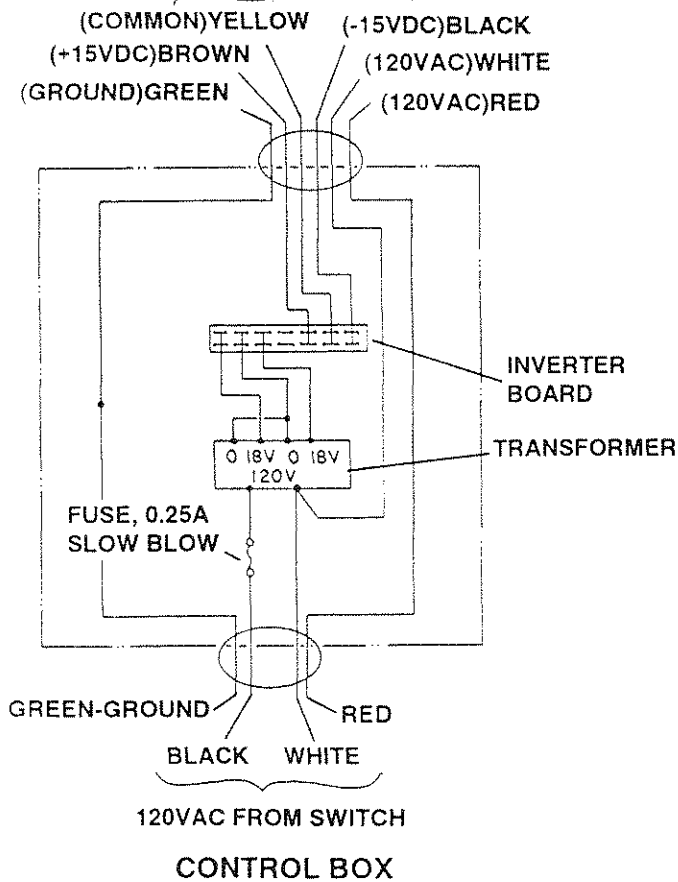 (COMMON)YELLOW
(-15VDC)BLACK
(+15VDC)BROWN
(120VAC)WHITE
(GROUND)GREEN
(120VAC)RED
INVERTER
BOARD
TRANSFORMER
0 18V 0 18V
120V
FUSE, 0.25A
SLOW BLOW
GREEN-GROUND
RED
BLACK
WHITE
120VAC FROM SWITCH
CONTROL BOX